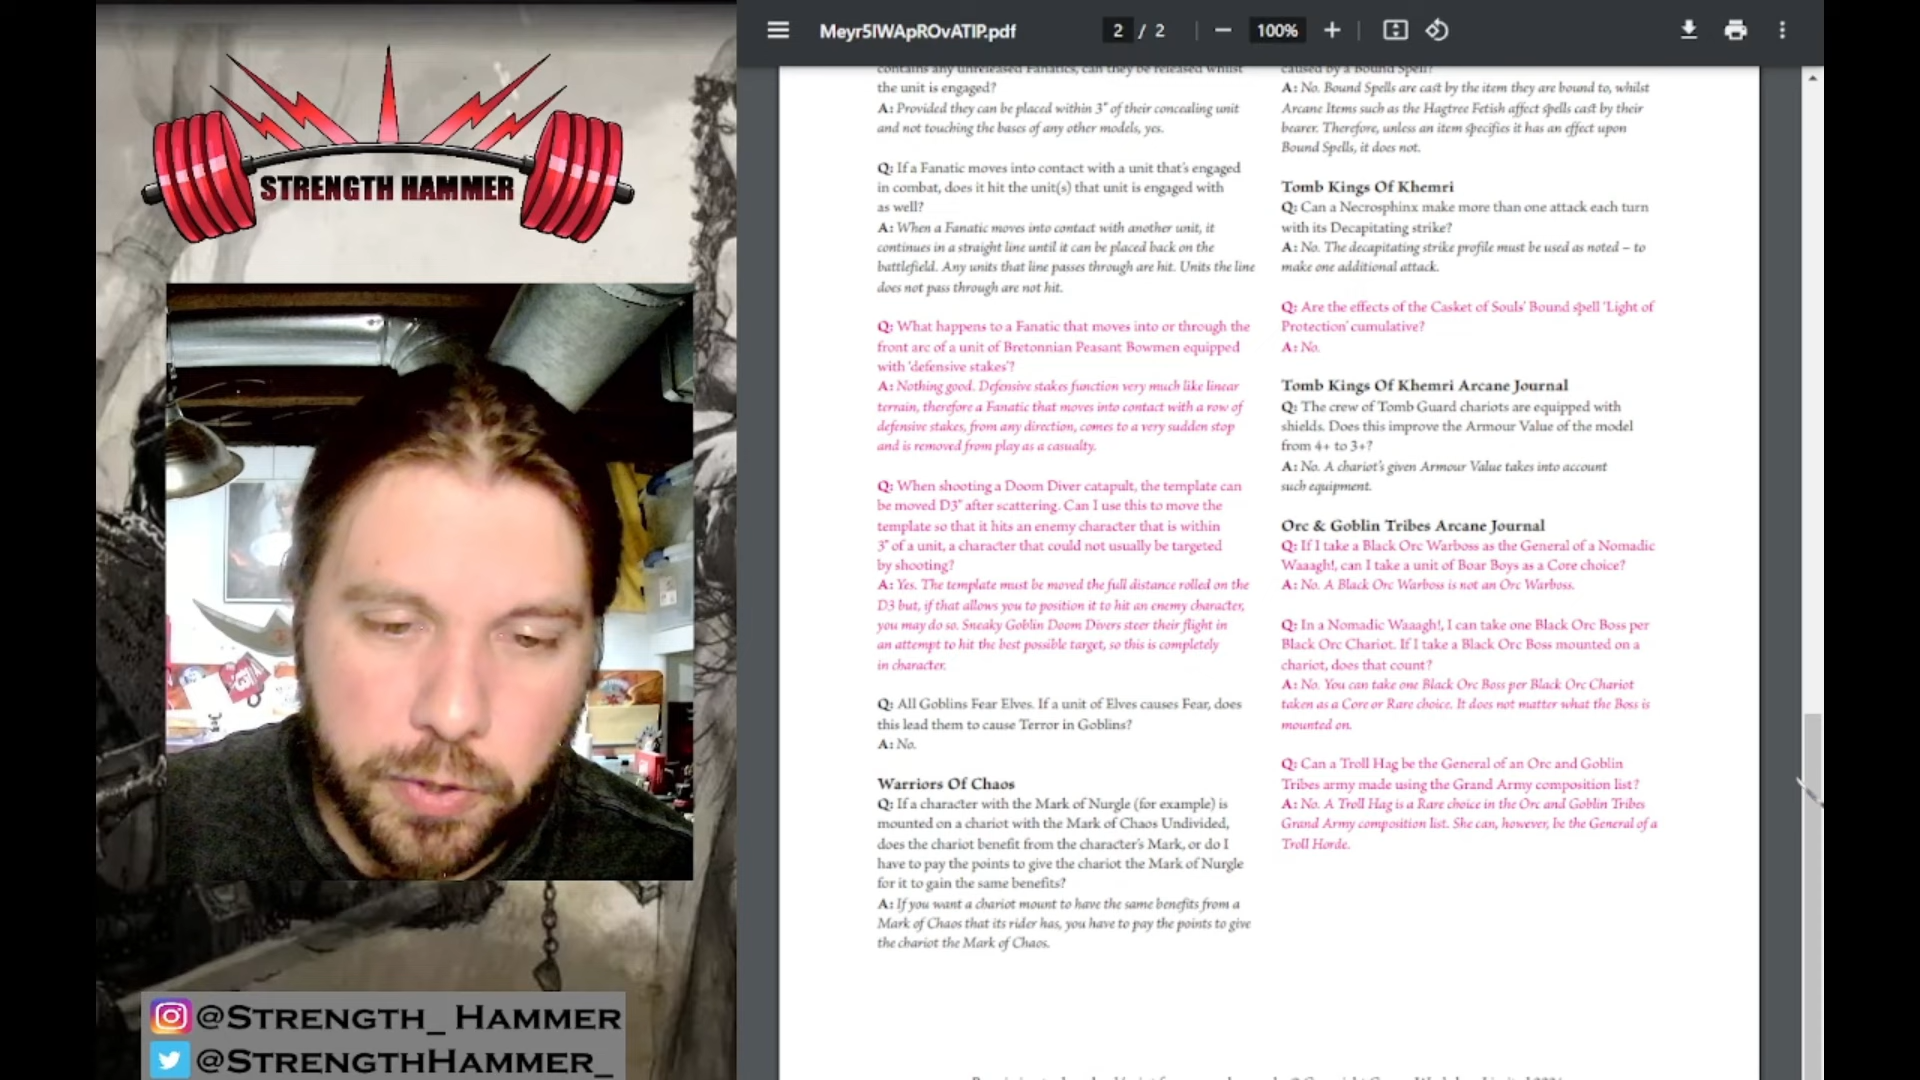 STRENGTH HAMMER
@STRENGTH_ HAMMER
@STRENGTHHAMMER_
Meyr5IWApROvATIP.pdf
2 / 2
100%
contains any unreleased Fanatics, can they be released whilst
the unit is engaged?
A: Provided they can be placed within 3" of their concealing unit
and not touching the bases of any other models, yes.
Q: If a Fanatic moves into contact with a unit that's engaged
in combat, does it hit the unit(s) that unit is engaged with
as well?
A: When a Fanatic moves into contact with another unit, it
continues in a straight line until it can be placed back on the
battlefield. Any units that line passes through are hit. Units the line
does not pass through are not hit.
Q: What happens to a Fanatic that moves into or through the
front arc of a unit of Bretonnian Peasant Bowmen equipped
with 'defensive stakes'?
A: Nothing good. Defensive stakes function very much like linear
terrain, therefore a Fanatic that moves into contact with a row of
defensive stakes, from any direction, comes to a very sudden stop
and is removed from play as a casualty.
Q: When shooting a Doom Diver catapult, the template can
be moved D3" after scattering. Can I use this to move the
template so that it hits an enemy character that is within
3" of a unit, a character that could not usually be targeted
by shooting?
A: Yes. The template must be moved the full distance rolled on the
D3 but, if that allows you to position it to hit an enemy character,
you may do so. Sneaky Goblin Doom Divers steer their flight in
an attempt to hit the best possible target, so this is completely
in character.
Q: All Goblins Fear Elves. If a unit of Elves causes Fear, does
this lead them to cause Terror in Goblins?
A: No.
Warriors Of Chaos
Q: If a character with the Mark of Nurgle (for example) is
mounted on a chariot with the Mark of Chaos Undivided,
does the chariot benefit from the character's Mark, or do I
have to pay the points to give the chariot the Mark of Nurgle
for it to gain the same benefits?
A: If you want a chariot mount to have the same benefits from a
Mark of Chaos that its rider has, you have to pay the points to give
the chariot the Mark of Chaos.
caused by a Bound Spell?
A: No. Bound Spells are cast by the item they are bound to, whilst
Arcane Items such as the Hagtree Fetish affect spells cast by their
bearer. Therefore, unless an item specifies it has an effect upon
Bound Spells, it does not.
Tomb Kings Of Khemri
Q: Can a Necrosphinx make more than one attack each turn
with its Decapitating strike?
A: No. The decapitating strike profile must be used as noted – to
make one additional attack.
Q: Are the effects of the Casket of Souls' Bound spell 'Light of
Protection' cumulative?
A: No.
Tomb Kings Of Khemri Arcane Journal
Q: The crew of Tomb Guard chariots are equipped with
shields. Does this improve the Armour Value of the model
from 4+ to 3+?
A: No. A chariot's given Armour Value takes into account
such equipment.
Orc & Goblin Tribes Arcane Journal
Q: If I take a Black Orc Warboss as the General of a Nomadic
Waaagh!, can I take a unit of Boar Boys as a Core choice?
A: No. A Black Orc Warboss is not an Orc Warboss.
Q: In a Nomadic Waaagh!, I can take one Black Orc Boss per
Black Orc Chariot. If I take a Black Orc Boss mounted on a
chariot, does that count?
A: No. You can take one Black Orc Boss per Black Orc Chariot
taken as a Core or Rare choice. It does not matter what the Boss is
mounted on.
Q: Can a Troll Hag be the General of an Orc and Goblin
Tribes army made using the Grand Army composition list?
A: No. A Troll Hag is a Rare choice in the Orc and Goblin Tribes
Grand Army composition list. She can, however, be the General of a
Troll Horde.